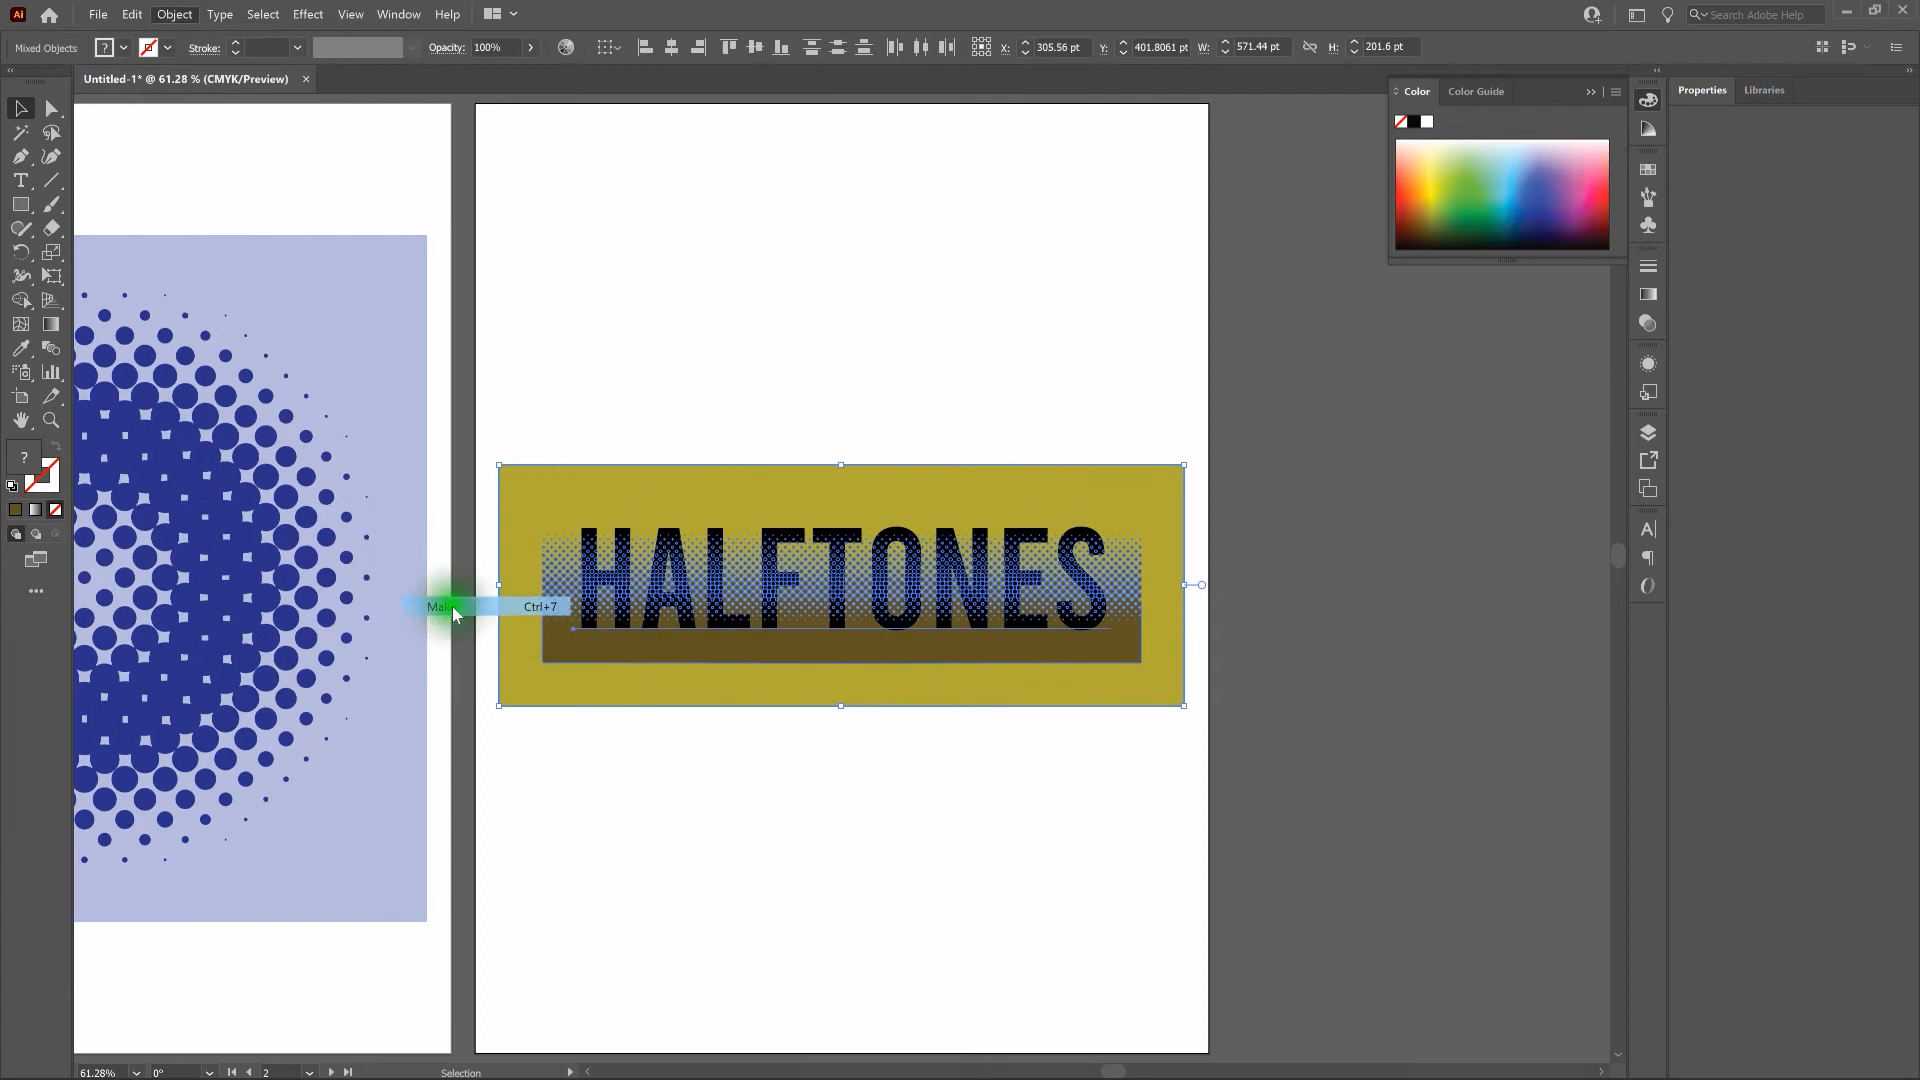 Ai File Edit Object Type Select Effect View Window Help Search Adobe Help
Mixed Objects ? Stroke: Opacity: 100% X: 305.56 pt Y: 401.8061 pt W: 571.44 pt H: 201.6 pt
Untitled-1* @ 61.28 % (CMYK/Preview) ×
Color Color Guide
Properties Libraries
?
HALFTONES
Ctrl+7
61.28% 0° 2 Selection